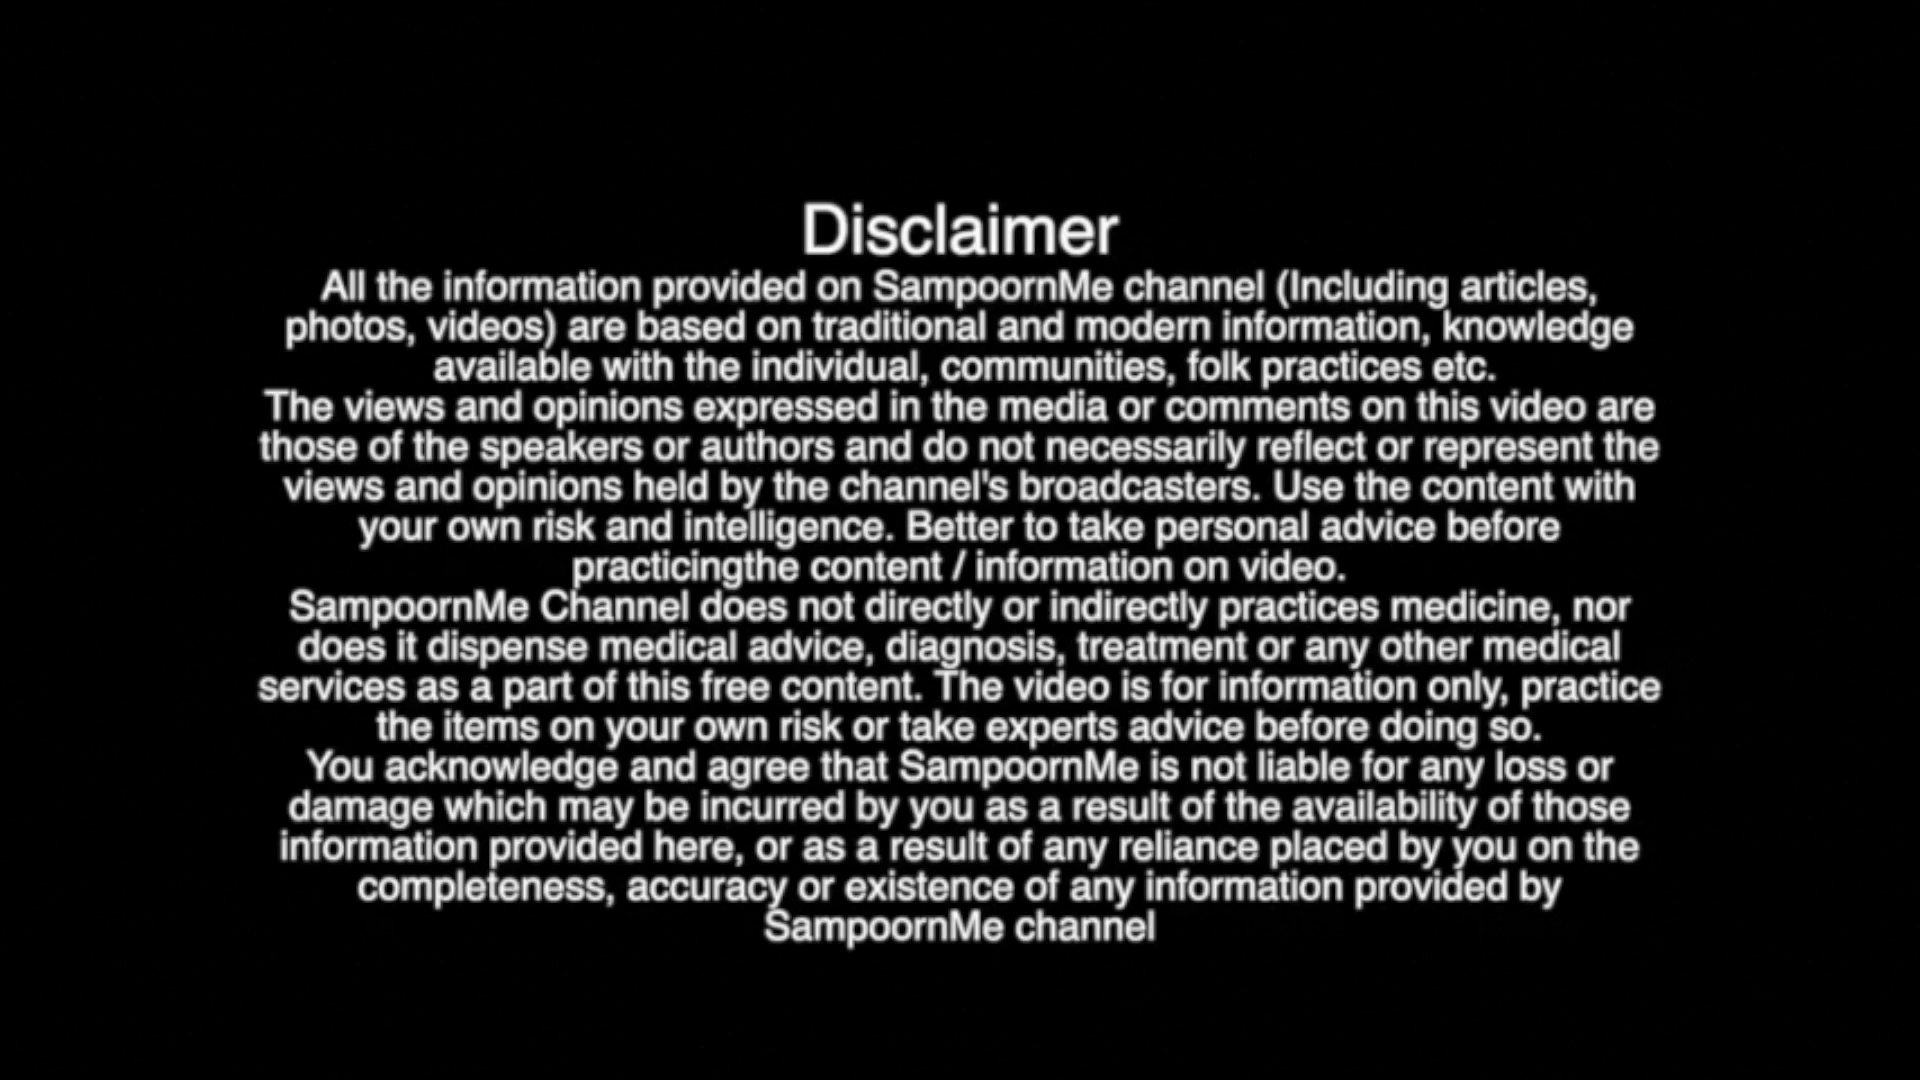 Disclaimer
All the information provided on SampoornMe channel (Including articles,
photos, videos) are based on traditional and modern information, knowledge
available with the individual, communities, folk practices etc.
The views and opinions expressed in the media or comments on this video are
those of the speakers or authors and do not necessarily reflect or represent the
views and opinions held by the channel's broadcasters. Use the content with
your own risk and intelligence. Better to take personal advice before
practicingthe content / information on video.
SampoornMe Channel does not directly or indirectly practices medicine, nor
does it dispense medical advice, diagnosis, treatment or any other medical
services as a part of this free content. The video is for information only, practice
the items on your own risk or take experts advice before doing so.
You acknowledge and agree that SampoornMe is not liable for any loss or
damage which may be incurred by you as a result of the availability of those
information provided here, or as a result of any reliance placed by you on the
completeness, accuracy or existence of any information provided by
SampoornMe channel